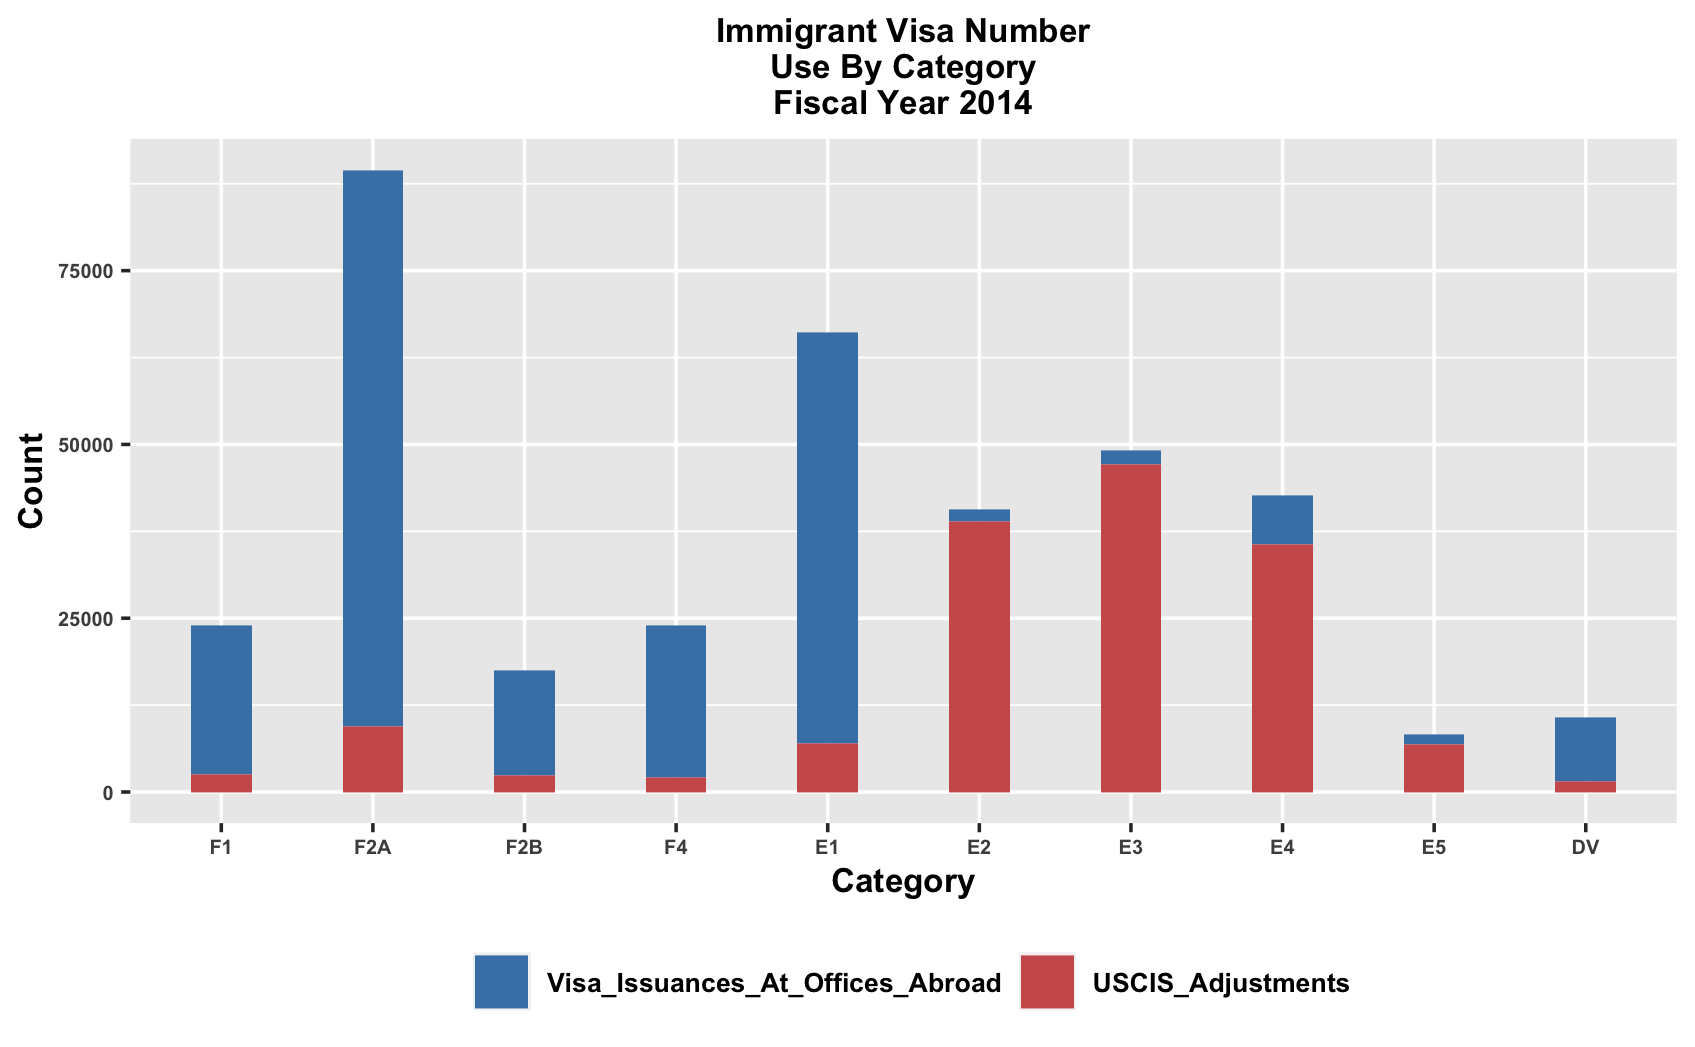 Immigrant Visa Number
Use By Category
Fiscal Year 2014
Count
75000
50000
25000
0
F1 F2A F2B F4 E1 E2 E3 E4 E5 DV
Category
Visa_Issuances_At_Offices_Abroad USCIS_Adjustments